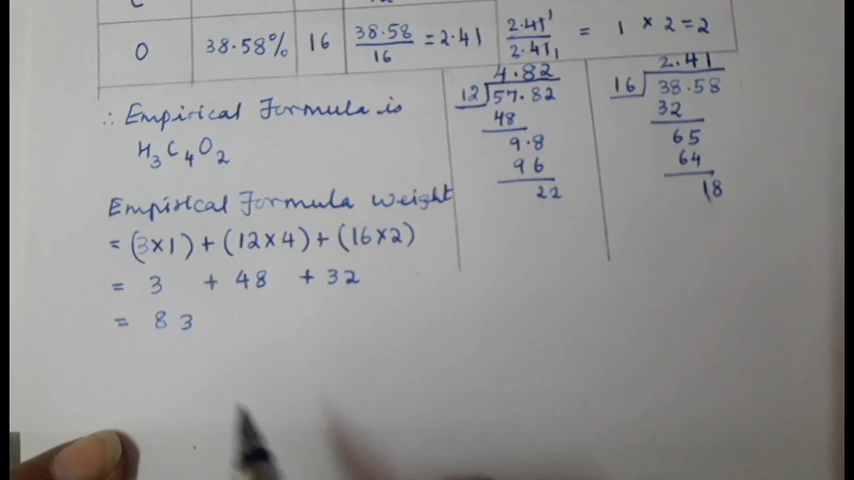 O 38.58% 16 38.58/16 = 2.41 2.41/2.41 = 1 × 2 = 2
∴ Empirical Formula is
H₃C₄O₂
Empirical Formula weight
= (3×1) + (12×4) + (16×2)
= 3 + 48 + 32
= 83
4.82
12 57.82
48
9.8
96
22
2.41
16 38.58
32
65
64
18